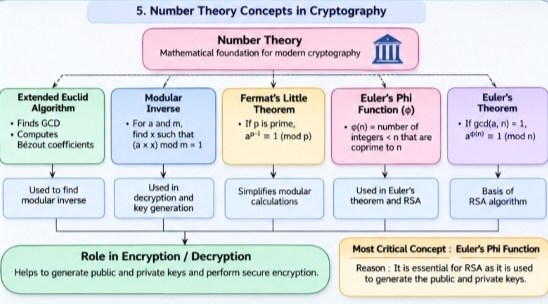 5. Number Theory Concepts in Cryptography
Number Theory
Mathematical foundation for modern cryptography
Extended Euclid
Algorithm
• Finds GCD
• Computes
Bézout coefficients
Modular
Inverse
• For a and m,
find x such that
(a × x) mod m = 1
Fermat's Little
Theorem
• If p is prime,
aᵖ⁻¹ ≡ 1 (mod p)
Euler's Phi
Function (ϕ)
• φ(n) = number of
integers < n that are
coprime to n
Euler's
Theorem
• If gcd(a, n) = 1,
a^ϕ(n) ≡ 1 (mod n)
Used to find
modular inverse
Used in
decryption and
key generation
Simplifies modular
calculations
Used in Euler's
theorem and RSA
Basis of
RSA algorithm
Role in Encryption / Decryption
Helps to generate public and private keys and perform secure encryption.
Most Critical Concept : Euler's Phi Function
Reason : It is essential for RSA as it is used
to generate the public and private keys.